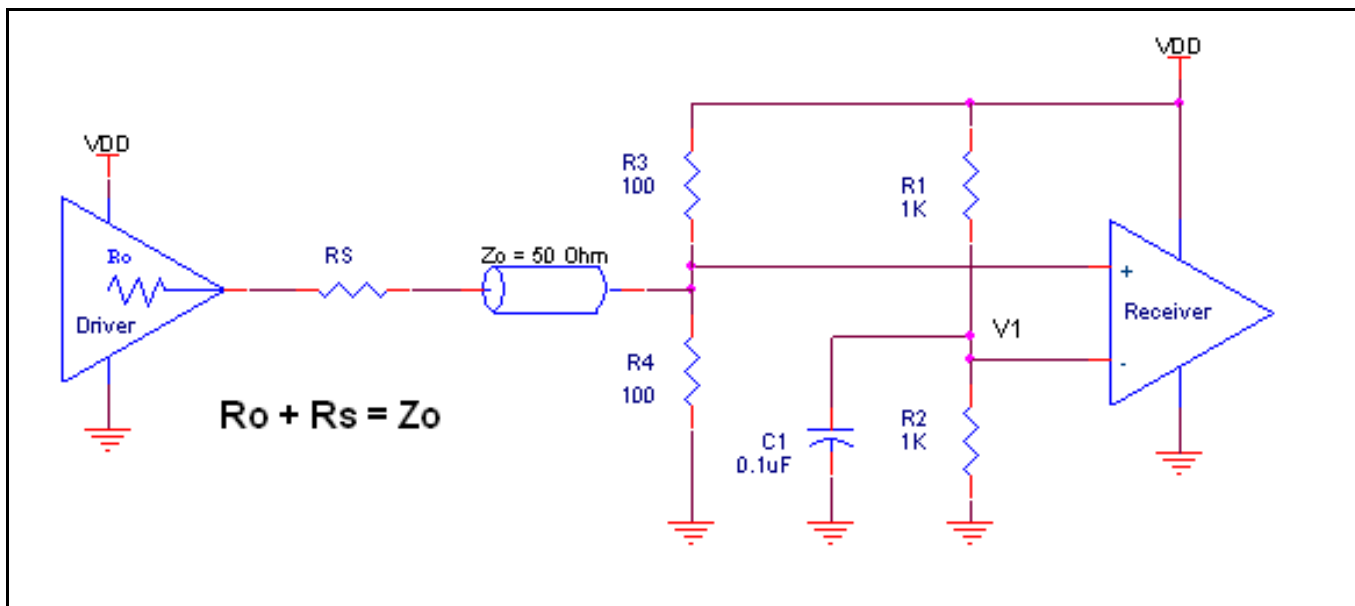 VDD
VDD
R3
100
R1
1K
Ro
RS
Zo = 50 Ohm
+
Driver
Receiver
V1
-
R4
100
Ro + Rs = Zo
C1
0.1uF
R2
1K